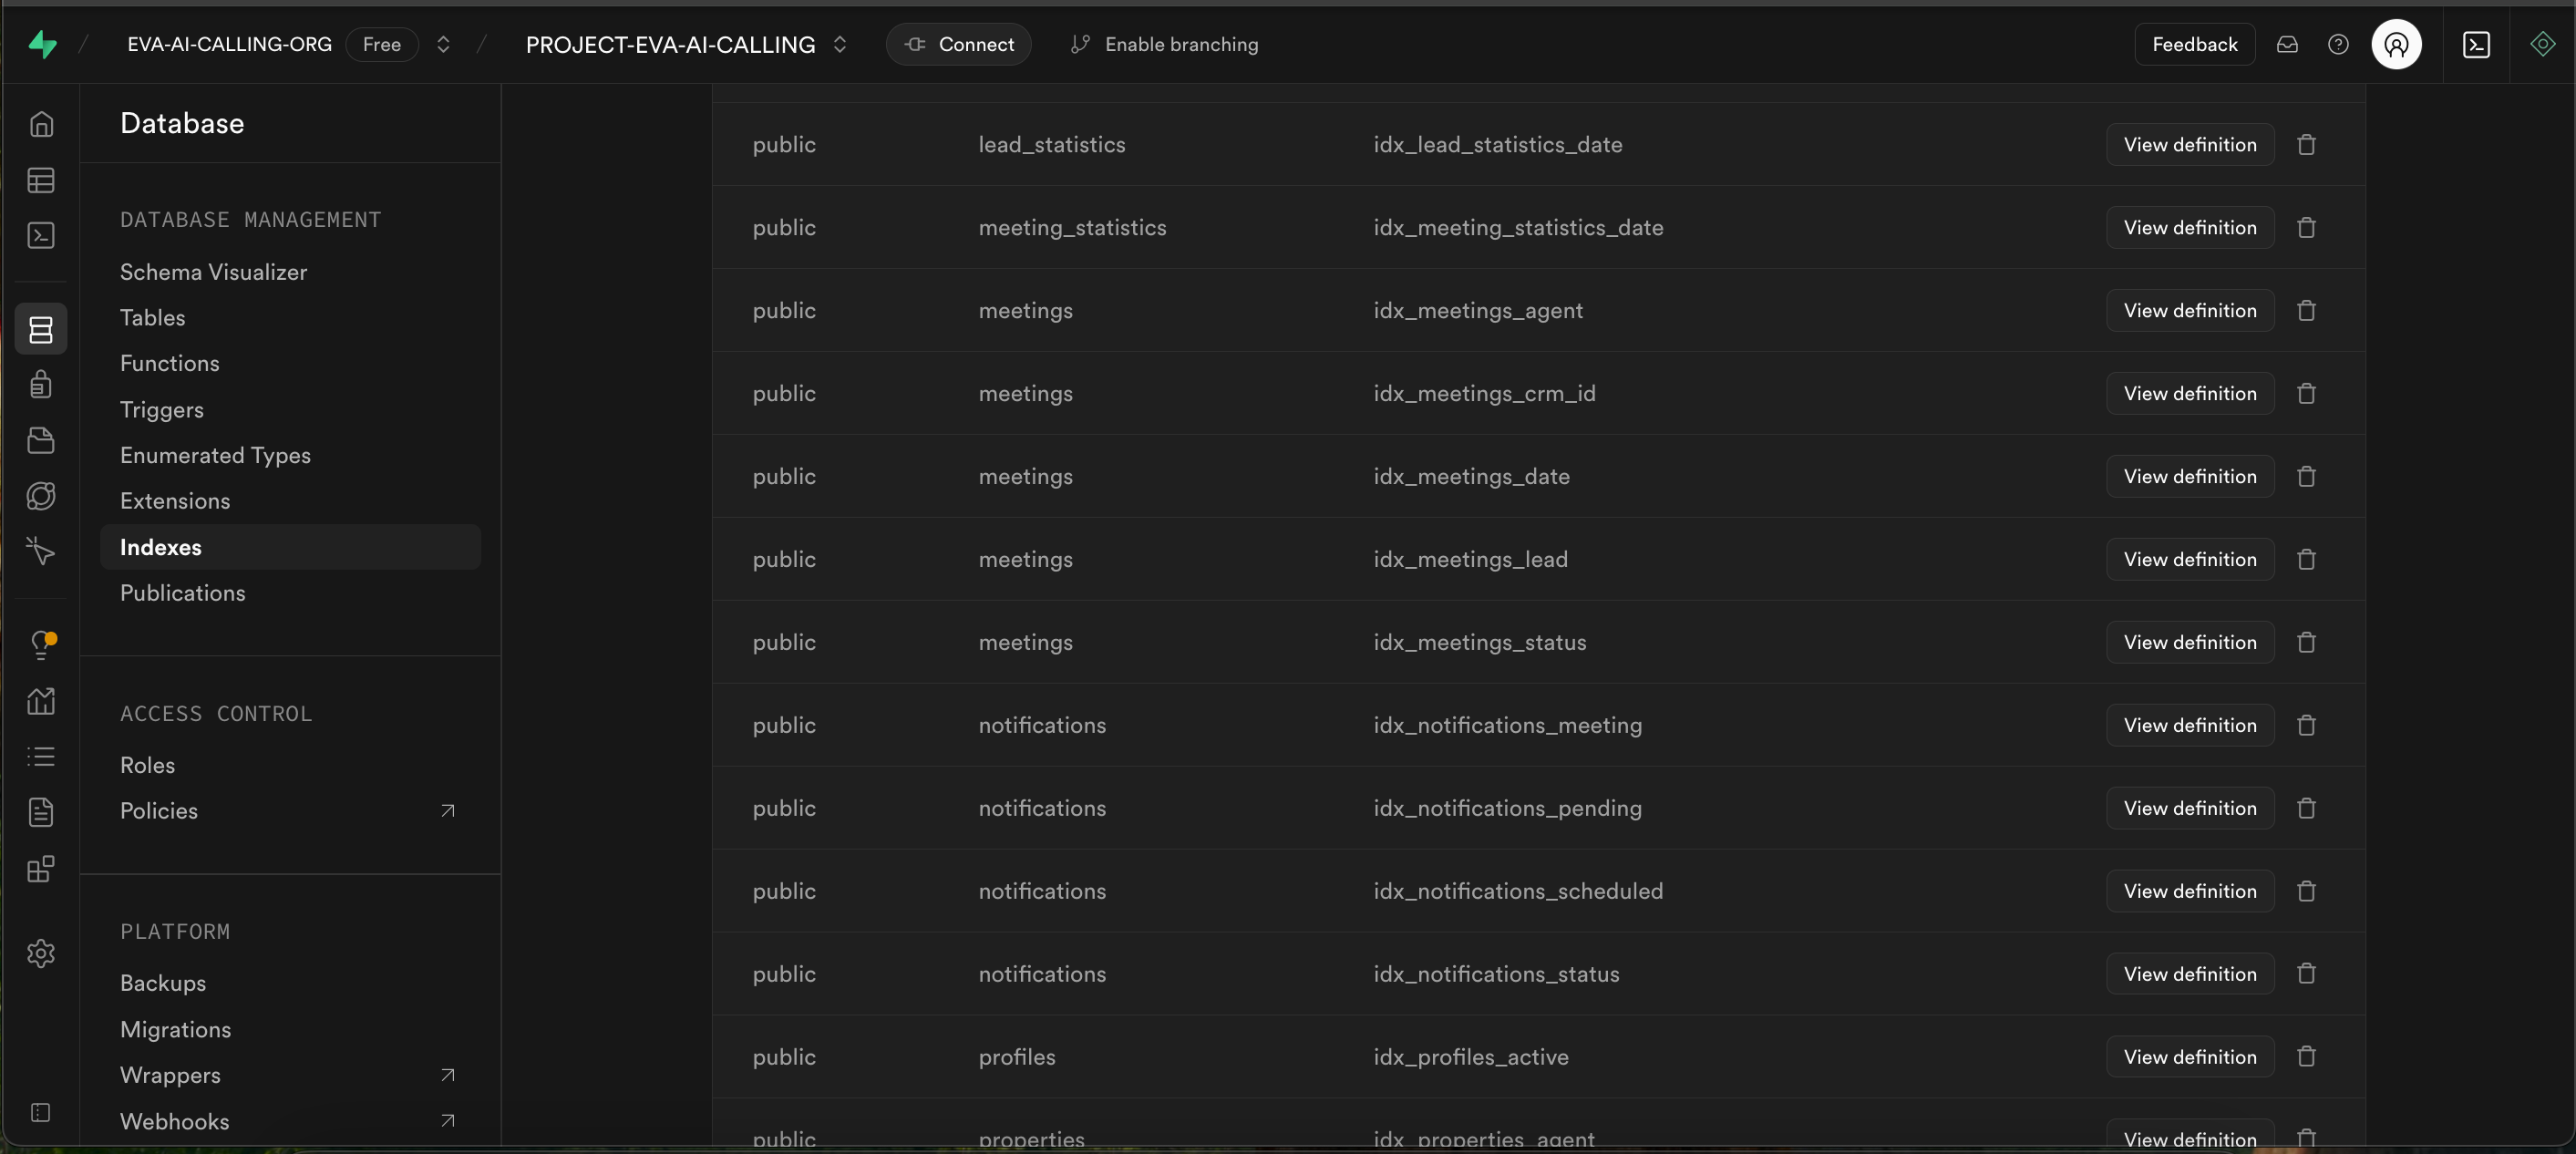 EVA-AI-CALLING-ORG Free PROJECT-EVA-AI-CALLING Connect Enable branching Feedback
Database
DATABASE MANAGEMENT
Schema Visualizer
Tables
Functions
Triggers
Enumerated Types
Extensions
Indexes
Publications
ACCESS CONTROL
Roles
Policies
PLATFORM
Backups
Migrations
Wrappers
Webhooks
public lead_statistics idx_lead_statistics_date View definition
public meeting_statistics idx_meeting_statistics_date View definition
public meetings idx_meetings_agent View definition
public meetings idx_meetings_crm_id View definition
public meetings idx_meetings_date View definition
public meetings idx_meetings_lead View definition
public meetings idx_meetings_status View definition
public notifications idx_notifications_meeting View definition
public notifications idx_notifications_pending View definition
public notifications idx_notifications_scheduled View definition
public notifications idx_notifications_status View definition
public profiles idx_profiles_active View definition
public properties idx_properties_agent View definition